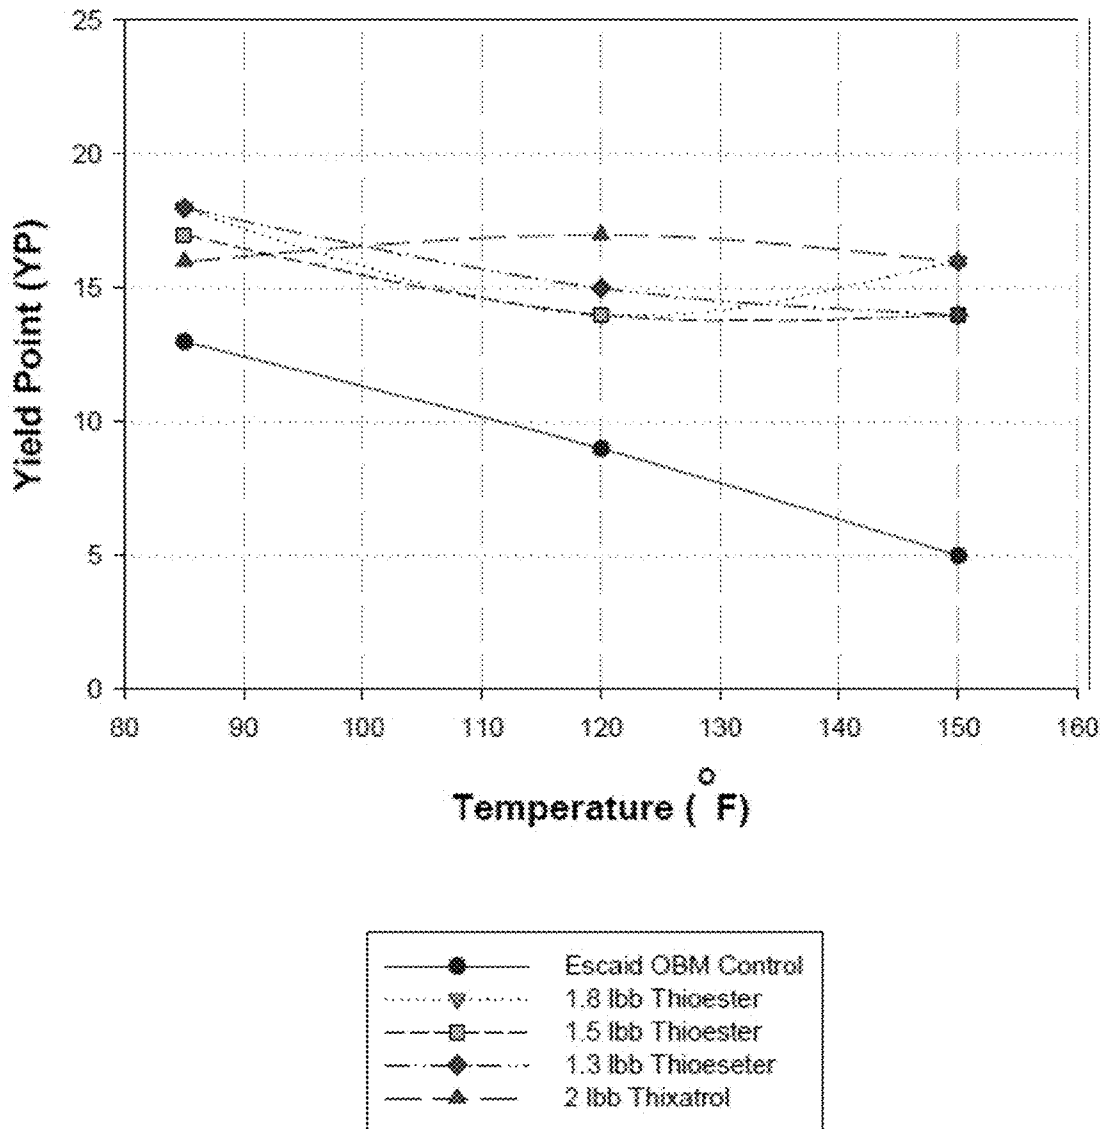 25
20
15
10
5
0
Yield Point (YP)
80 90 100 110 120 130 140 150 160
Temperature (°F)
Escaid OBM Control
1.8 lbb Thioester
1.5 lbb Thioester
1.3 lbb Thioeseter
2 lbb Thixatrol